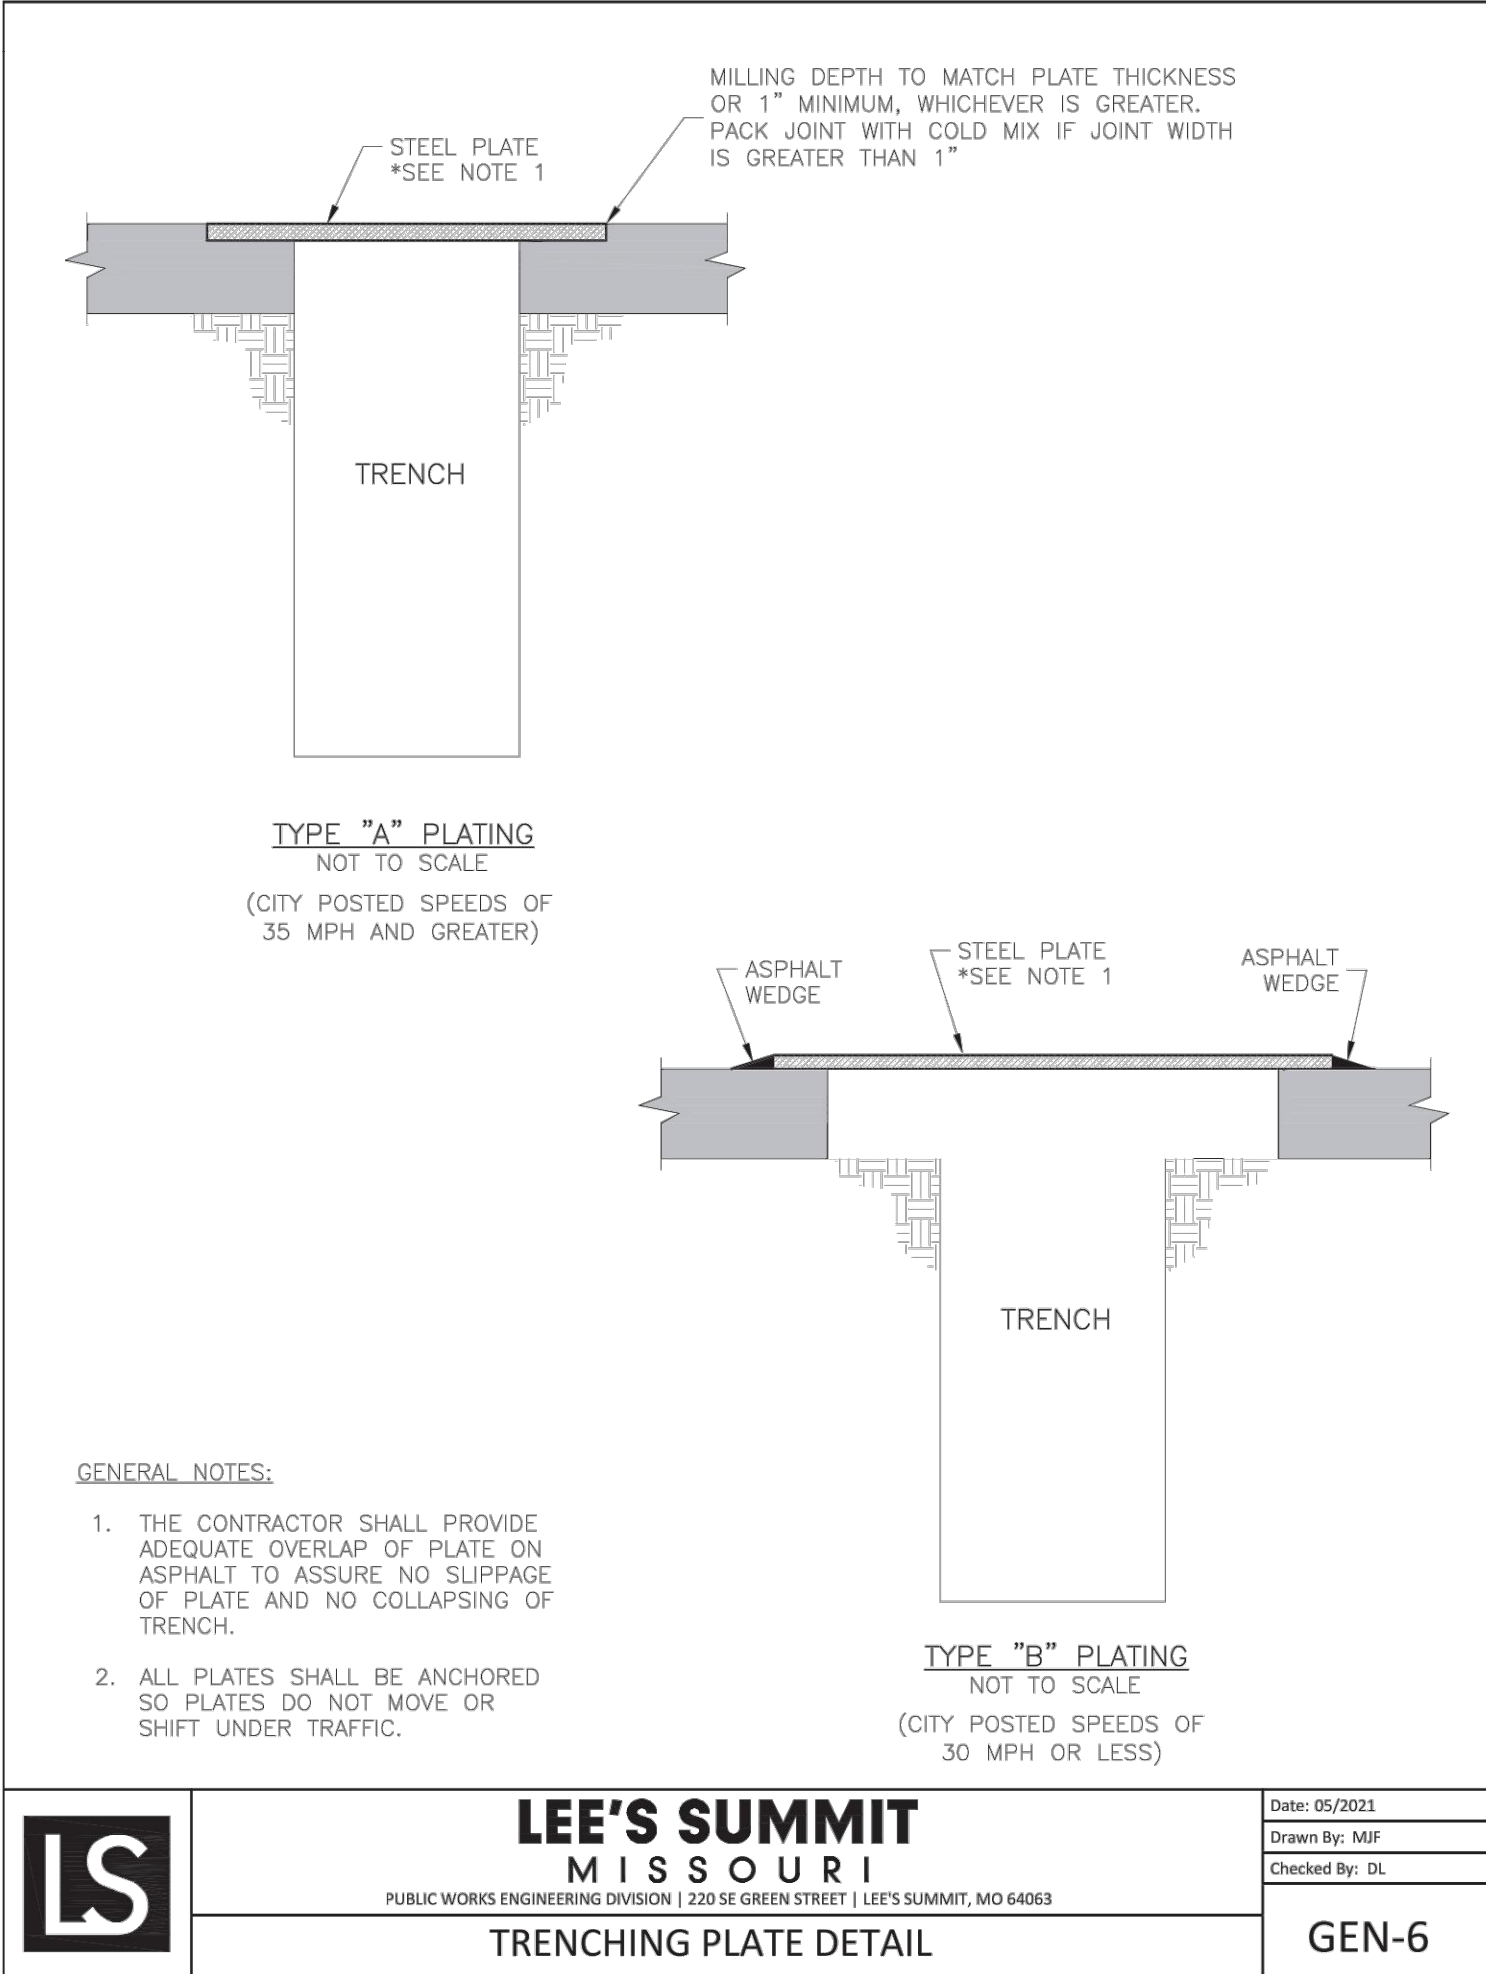 MILLING DEPTH TO MATCH PLATE THICKNESS
OR 1" MINIMUM, WHICHEVER IS GREATER.
PACK JOINT WITH COLD MIX IF JOINT WIDTH
IS GREATER THAN 1"
STEEL PLATE
*SEE NOTE 1
TRENCH
TYPE "A" PLATING
NOT TO SCALE
(CITY POSTED SPEEDS OF
35 MPH AND GREATER)
ASPHALT
WEDGE
STEEL PLATE
*SEE NOTE 1
ASPHALT
WEDGE
TRENCH
TYPE "B" PLATING
NOT TO SCALE
(CITY POSTED SPEEDS OF
30 MPH OR LESS)
GENERAL NOTES:
1. THE CONTRACTOR SHALL PROVIDE
ADEQUATE OVERLAP OF PLATE ON
ASPHALT TO ASSURE NO SLIPPAGE
OF PLATE AND NO COLLAPSING OF
TRENCH.
2. ALL PLATES SHALL BE ANCHORED
SO PLATES DO NOT MOVE OR
SHIFT UNDER TRAFFIC.
LS
LEE'S SUMMIT
MISSOURI
PUBLIC WORKS ENGINEERING DIVISION | 220 SE GREEN STREET | LEE'S SUMMIT, MO 64063
TRENCHING PLATE DETAIL
Date: 05/2021
Drawn By: MJF
Checked By: DL
GEN-6